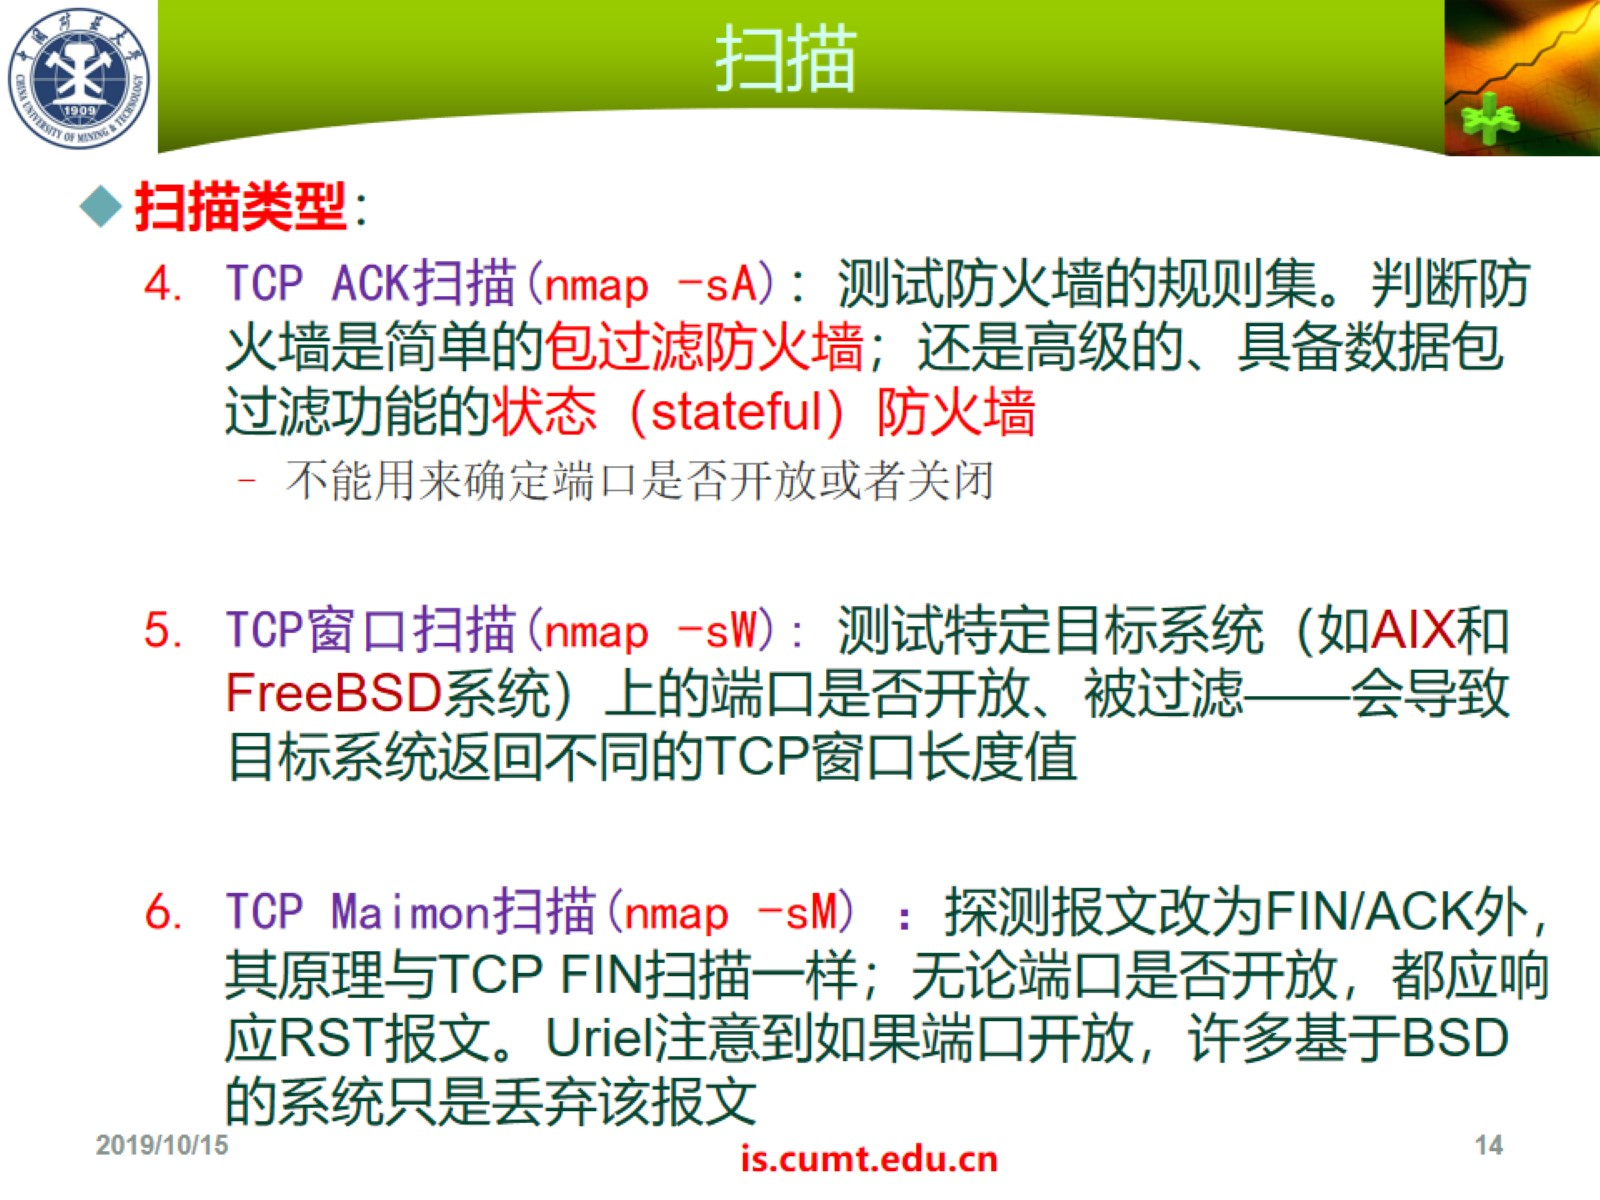 中国矿业大学
CHINA UNIVERSITY OF MINING & TECHNOLOGY
1909
扫描
扫描类型:
4. TCP ACK扫描(nmap -sA): 测试防火墙的规则集。判断防
火墙是简单的包过滤防火墙；还是高级的、具备数据包
过滤功能的状态（stateful）防火墙
- 不能用来确定端口是否开放或者关闭
5. TCP窗口扫描(nmap -sW): 测试特定目标系统（如AIX和
FreeBSD系统）上的端口是否开放、被过滤——会导致
目标系统返回不同的TCP窗口长度值
6. TCP Maimon扫描(nmap -sM) : 探测报文改为FIN/ACK外，
其原理与TCP FIN扫描一样；无论端口是否开放，都应响
应RST报文。Uriel注意到如果端口开放，许多基于BSD
的系统只是丢弃该报文
2019/10/15
is.cumt.edu.cn
14